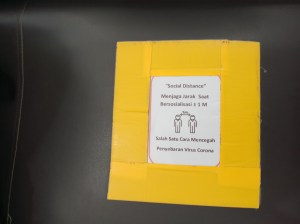 "Social Distance"
Menjaga Jarak Saat
Bersosialisasi ± 1 M
Salah Satu Cara Mencegah
Penyebaran Virus Corona